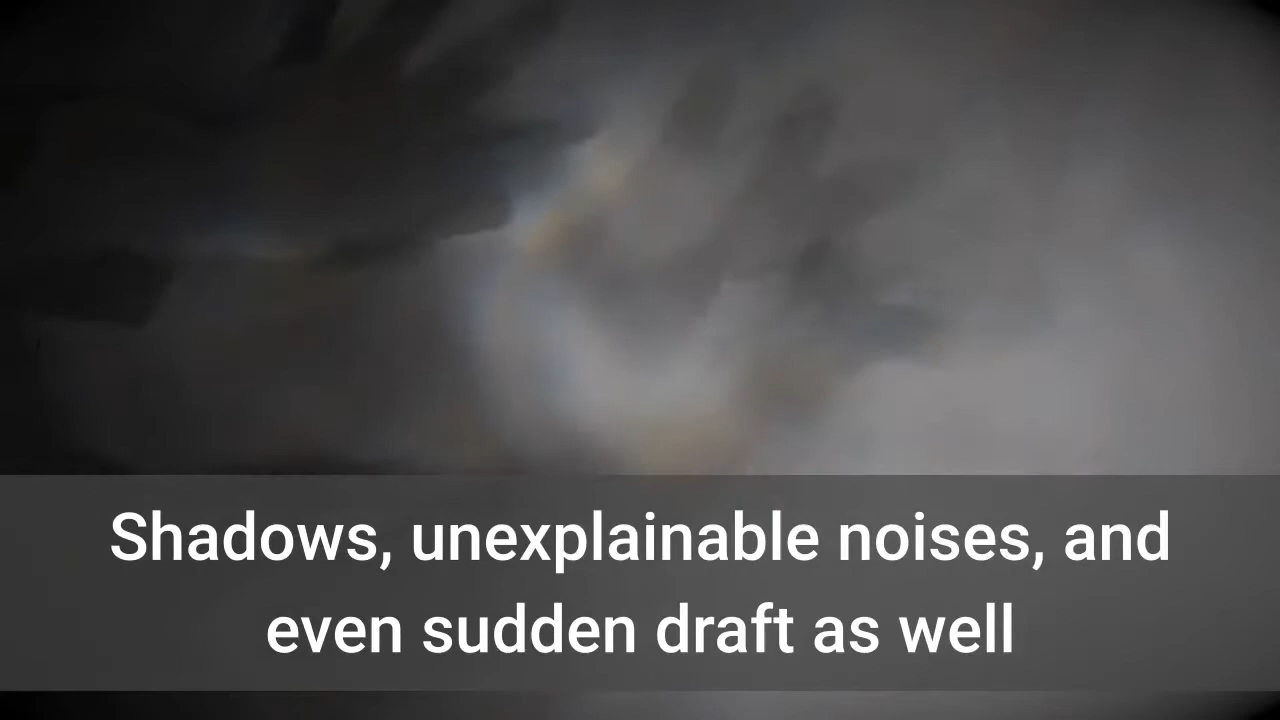 Shadows, unexplainable noises, and
even sudden draft as well